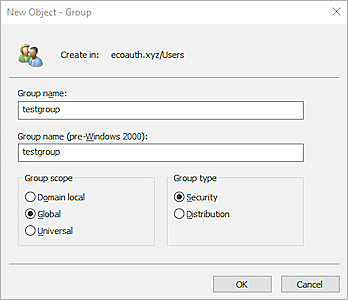 New Object - Group
Create in: ecoauth.xyz/Users
Group name:
testgroup
Group name (pre-Windows 2000):
testgroup
Group scope
Domain local
Global
Universal
Group type
Security
Distribution
OK Cancel